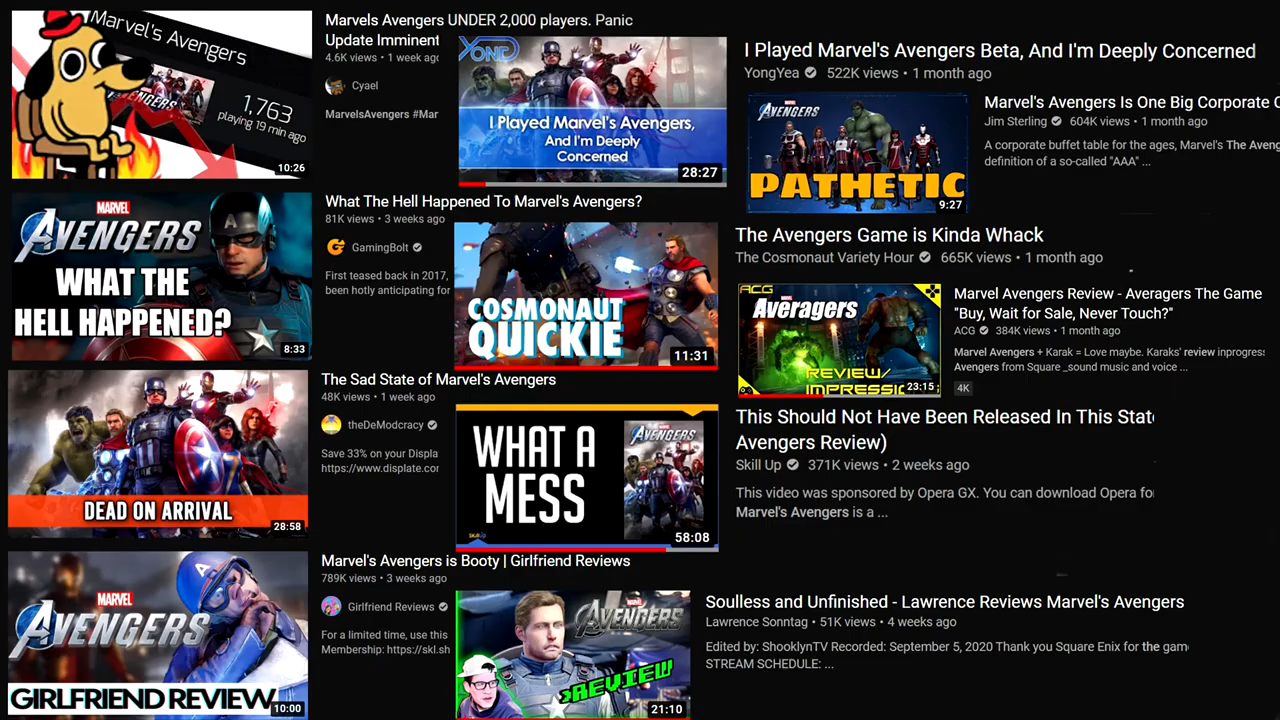 Marvel's Avengers
1,763
playing 19 min ago
10:26
Marvels Avengers UNDER 2,000 players. Panic
Update Imminent
4.6K views • 1 week ago
Cyael
MarvelsAvengers #Mar
MARVEL
AVENGERS
WHAT THE
HELL HAPPENED?
8:33
What The Hell Happened To Marvel's Avengers?
81K views • 3 weeks ago
GamingBolt
First teased back in 2017,
been hotly anticipating for
DEAD ON ARRIVAL
28:58
The Sad State of Marvel's Avengers
48K views • 1 week ago
theDeModcracy
Save 33% on your Displa
https://www.displate.cor
MARVEL
AVENGERS
GIRLFRIEND REVIEW
10:00
Marvel's Avengers is Booty | Girlfriend Reviews
789K views • 3 weeks ago
Girlfriend Reviews
For a limited time, use this
Membership: https://skl.sh
YONG
I Played Marvel's Avengers,
And I'm Deeply
Concerned
28:27
I Played Marvel's Avengers Beta, And I'm Deeply Concerned
YongYea 522K views • 1 month ago
MARVEL
AVENGERS
PATHETIC
9:27
Marvel's Avengers Is One Big Corporate C
Jim Sterling 604K views • 1 month ago
A corporate buffet table for the ages, Marvel's The Aveng
definition of a so-called "AAA" ...
COSMONAUT
QUICKIE
11:31
The Avengers Game is Kinda Whack
The Cosmonaut Variety Hour 665K views • 1 month ago
ACG
MARVEL
Averagers
REVIEW/
IMPRESSIO
23:15
Marvel Avengers Review - Averagers The Game
"Buy, Wait for Sale, Never Touch?"
ACG 384K views • 1 month ago
Marvel Avengers + Karak = Love maybe. Karaks' review inprogres
Avengers from Square _sound music and voice ...
4K
WHAT A
MESS
AVENGERS
58:08
This Should Not Have Been Released In This State
Avengers Review)
Skill Up 371K views • 2 weeks ago
This video was sponsored by Opera GX. You can download Opera fo
Marvel's Avengers is a ...
AVENGERS
>REVIEW
21:10
Soulless and Unfinished - Lawrence Reviews Marvel's Avengers
Lawrence Sonntag 51K views • 4 weeks ago
Edited by: ShooklynTV Recorded: September 5, 2020 Thank you Square Enix for the gam
STREAM SCHEDULE: ...